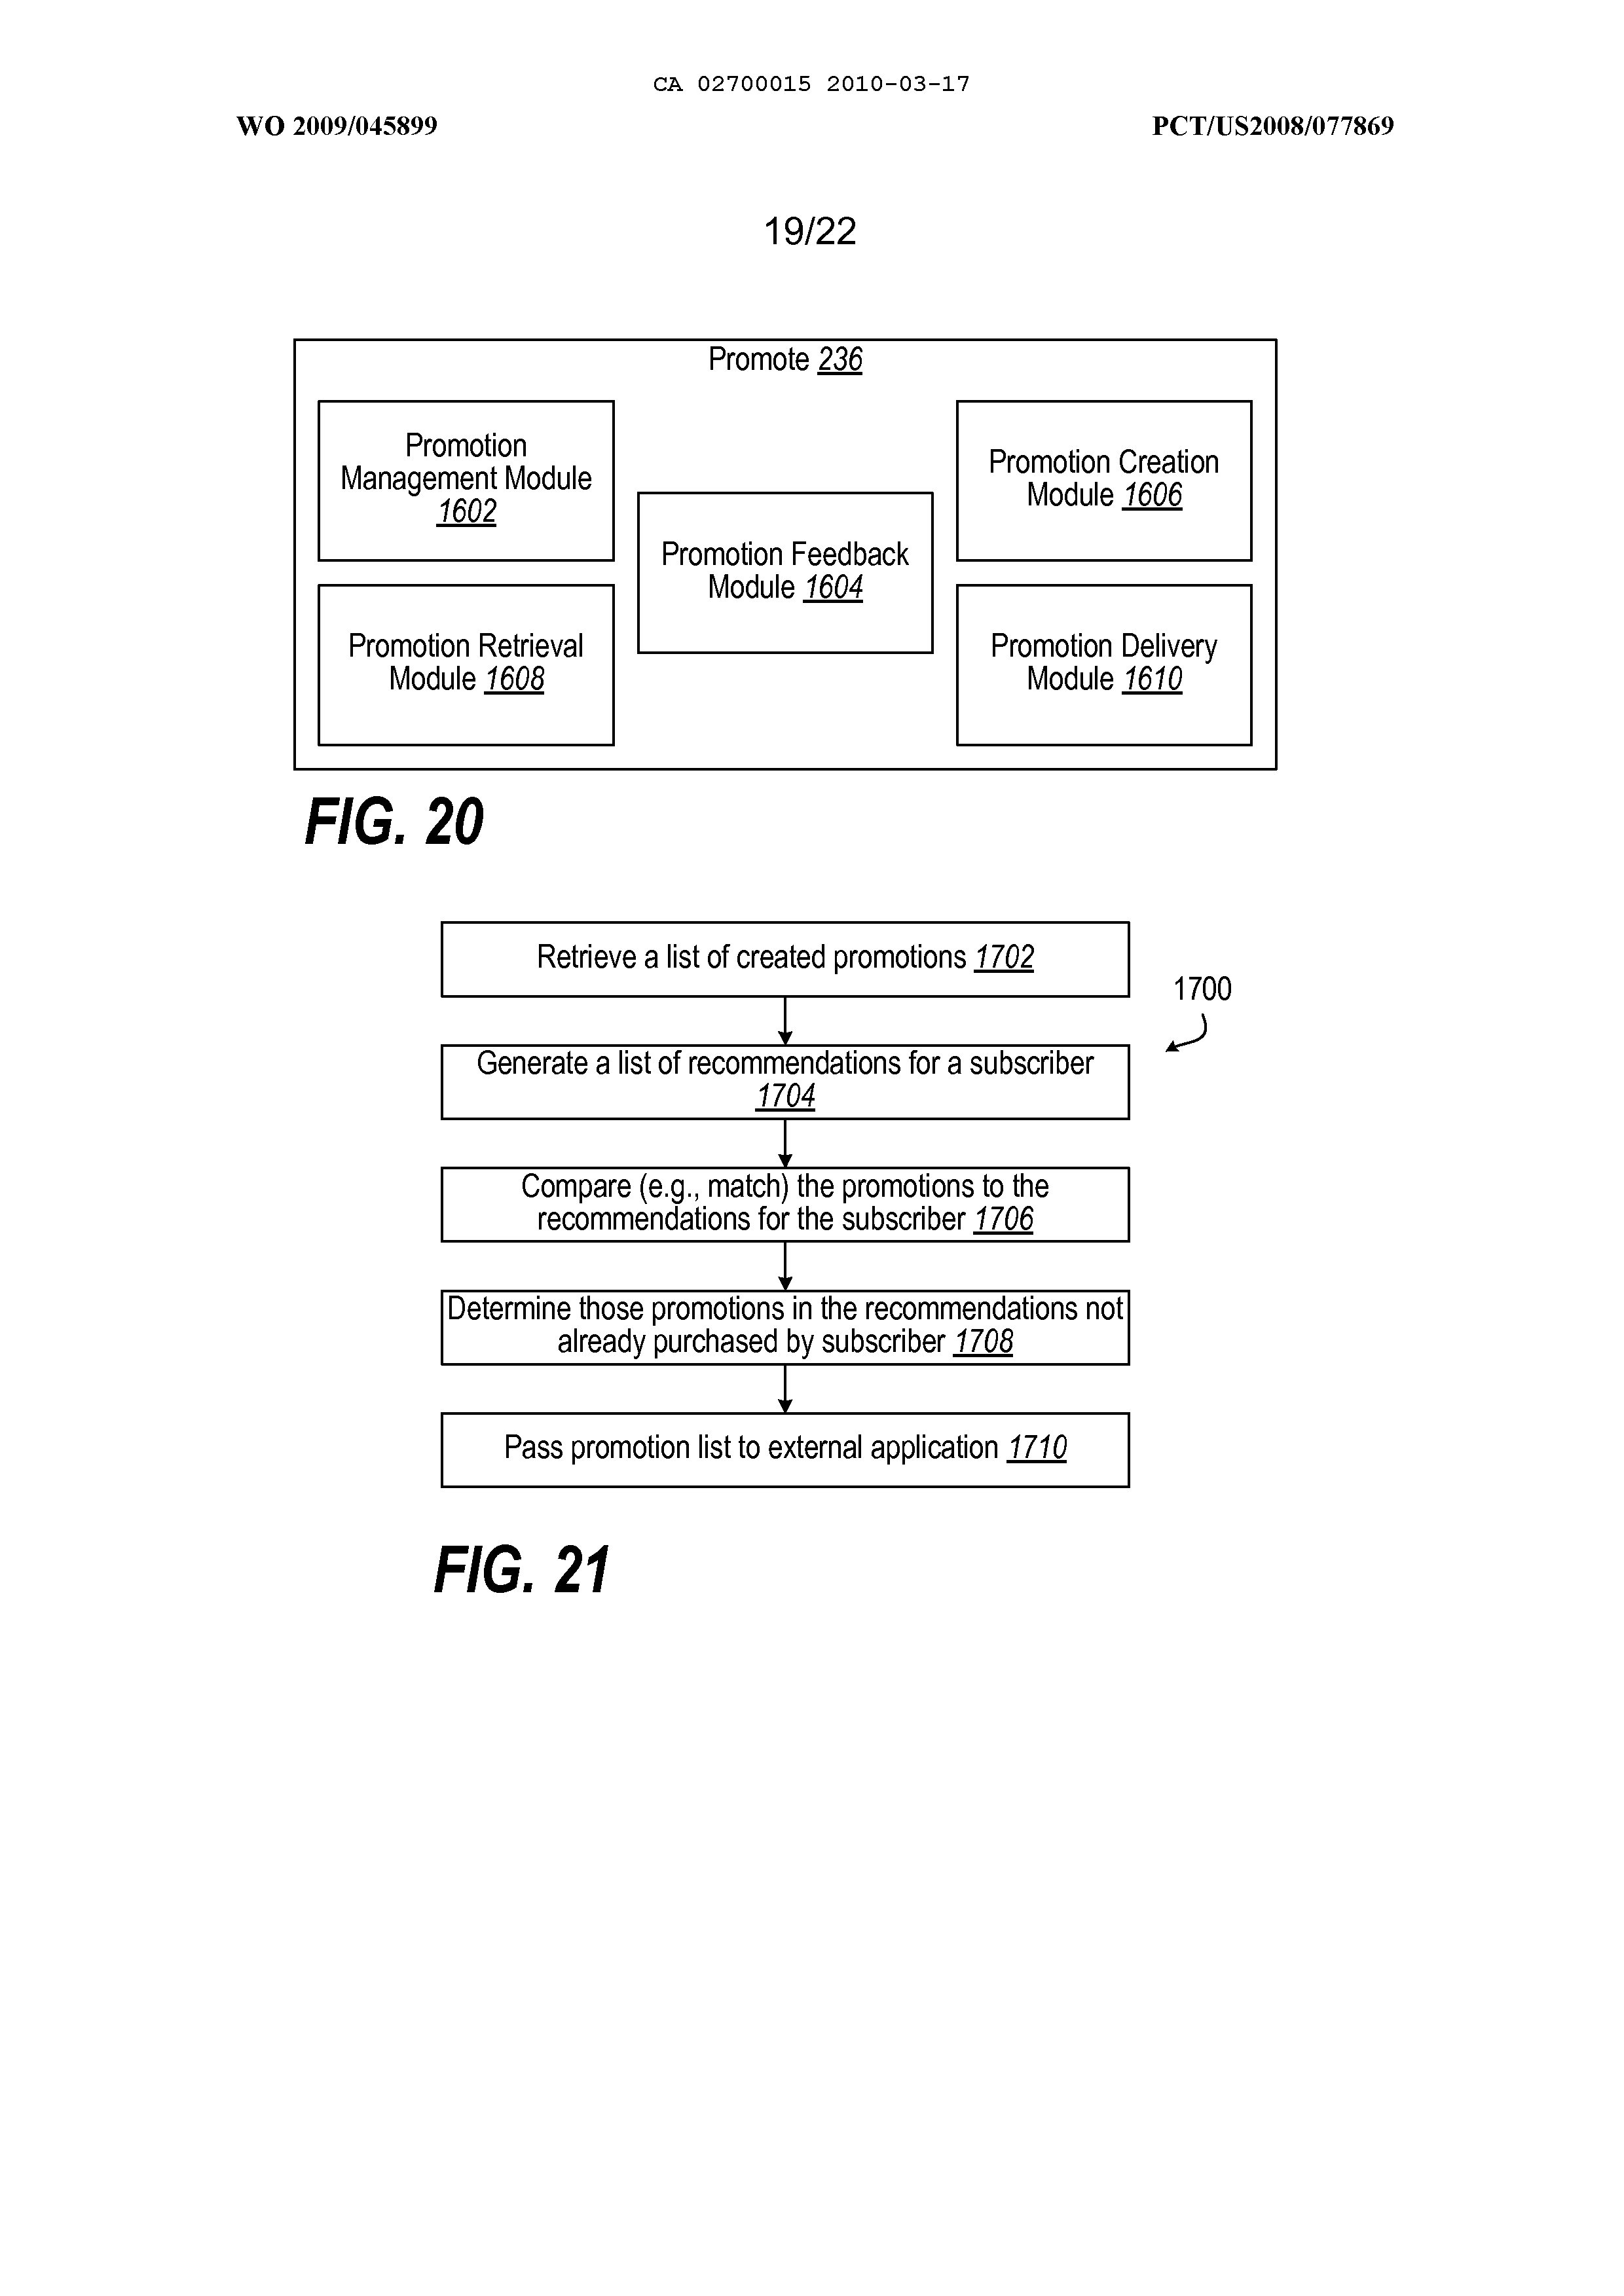 CA 02700015 2010-03-17
WO 2009/045899
PCT/US2008/077869
19/22
Promote 236
Promotion
Management Module
1602
Promotion Feedback
Module 1604
Promotion Creation
Module 1606
Promotion Retrieval
Module 1608
Promotion Delivery
Module 1610
FIG. 20
Retrieve a list of created promotions 1702
1700
Generate a list of recommendations for a subscriber
1704
Compare (e.g., match) the promotions to the
recommendations for the subscriber 1706
Determine those promotions in the recommendations not
already purchased by subscriber 1708
Pass promotion list to external application 1710
FIG. 21